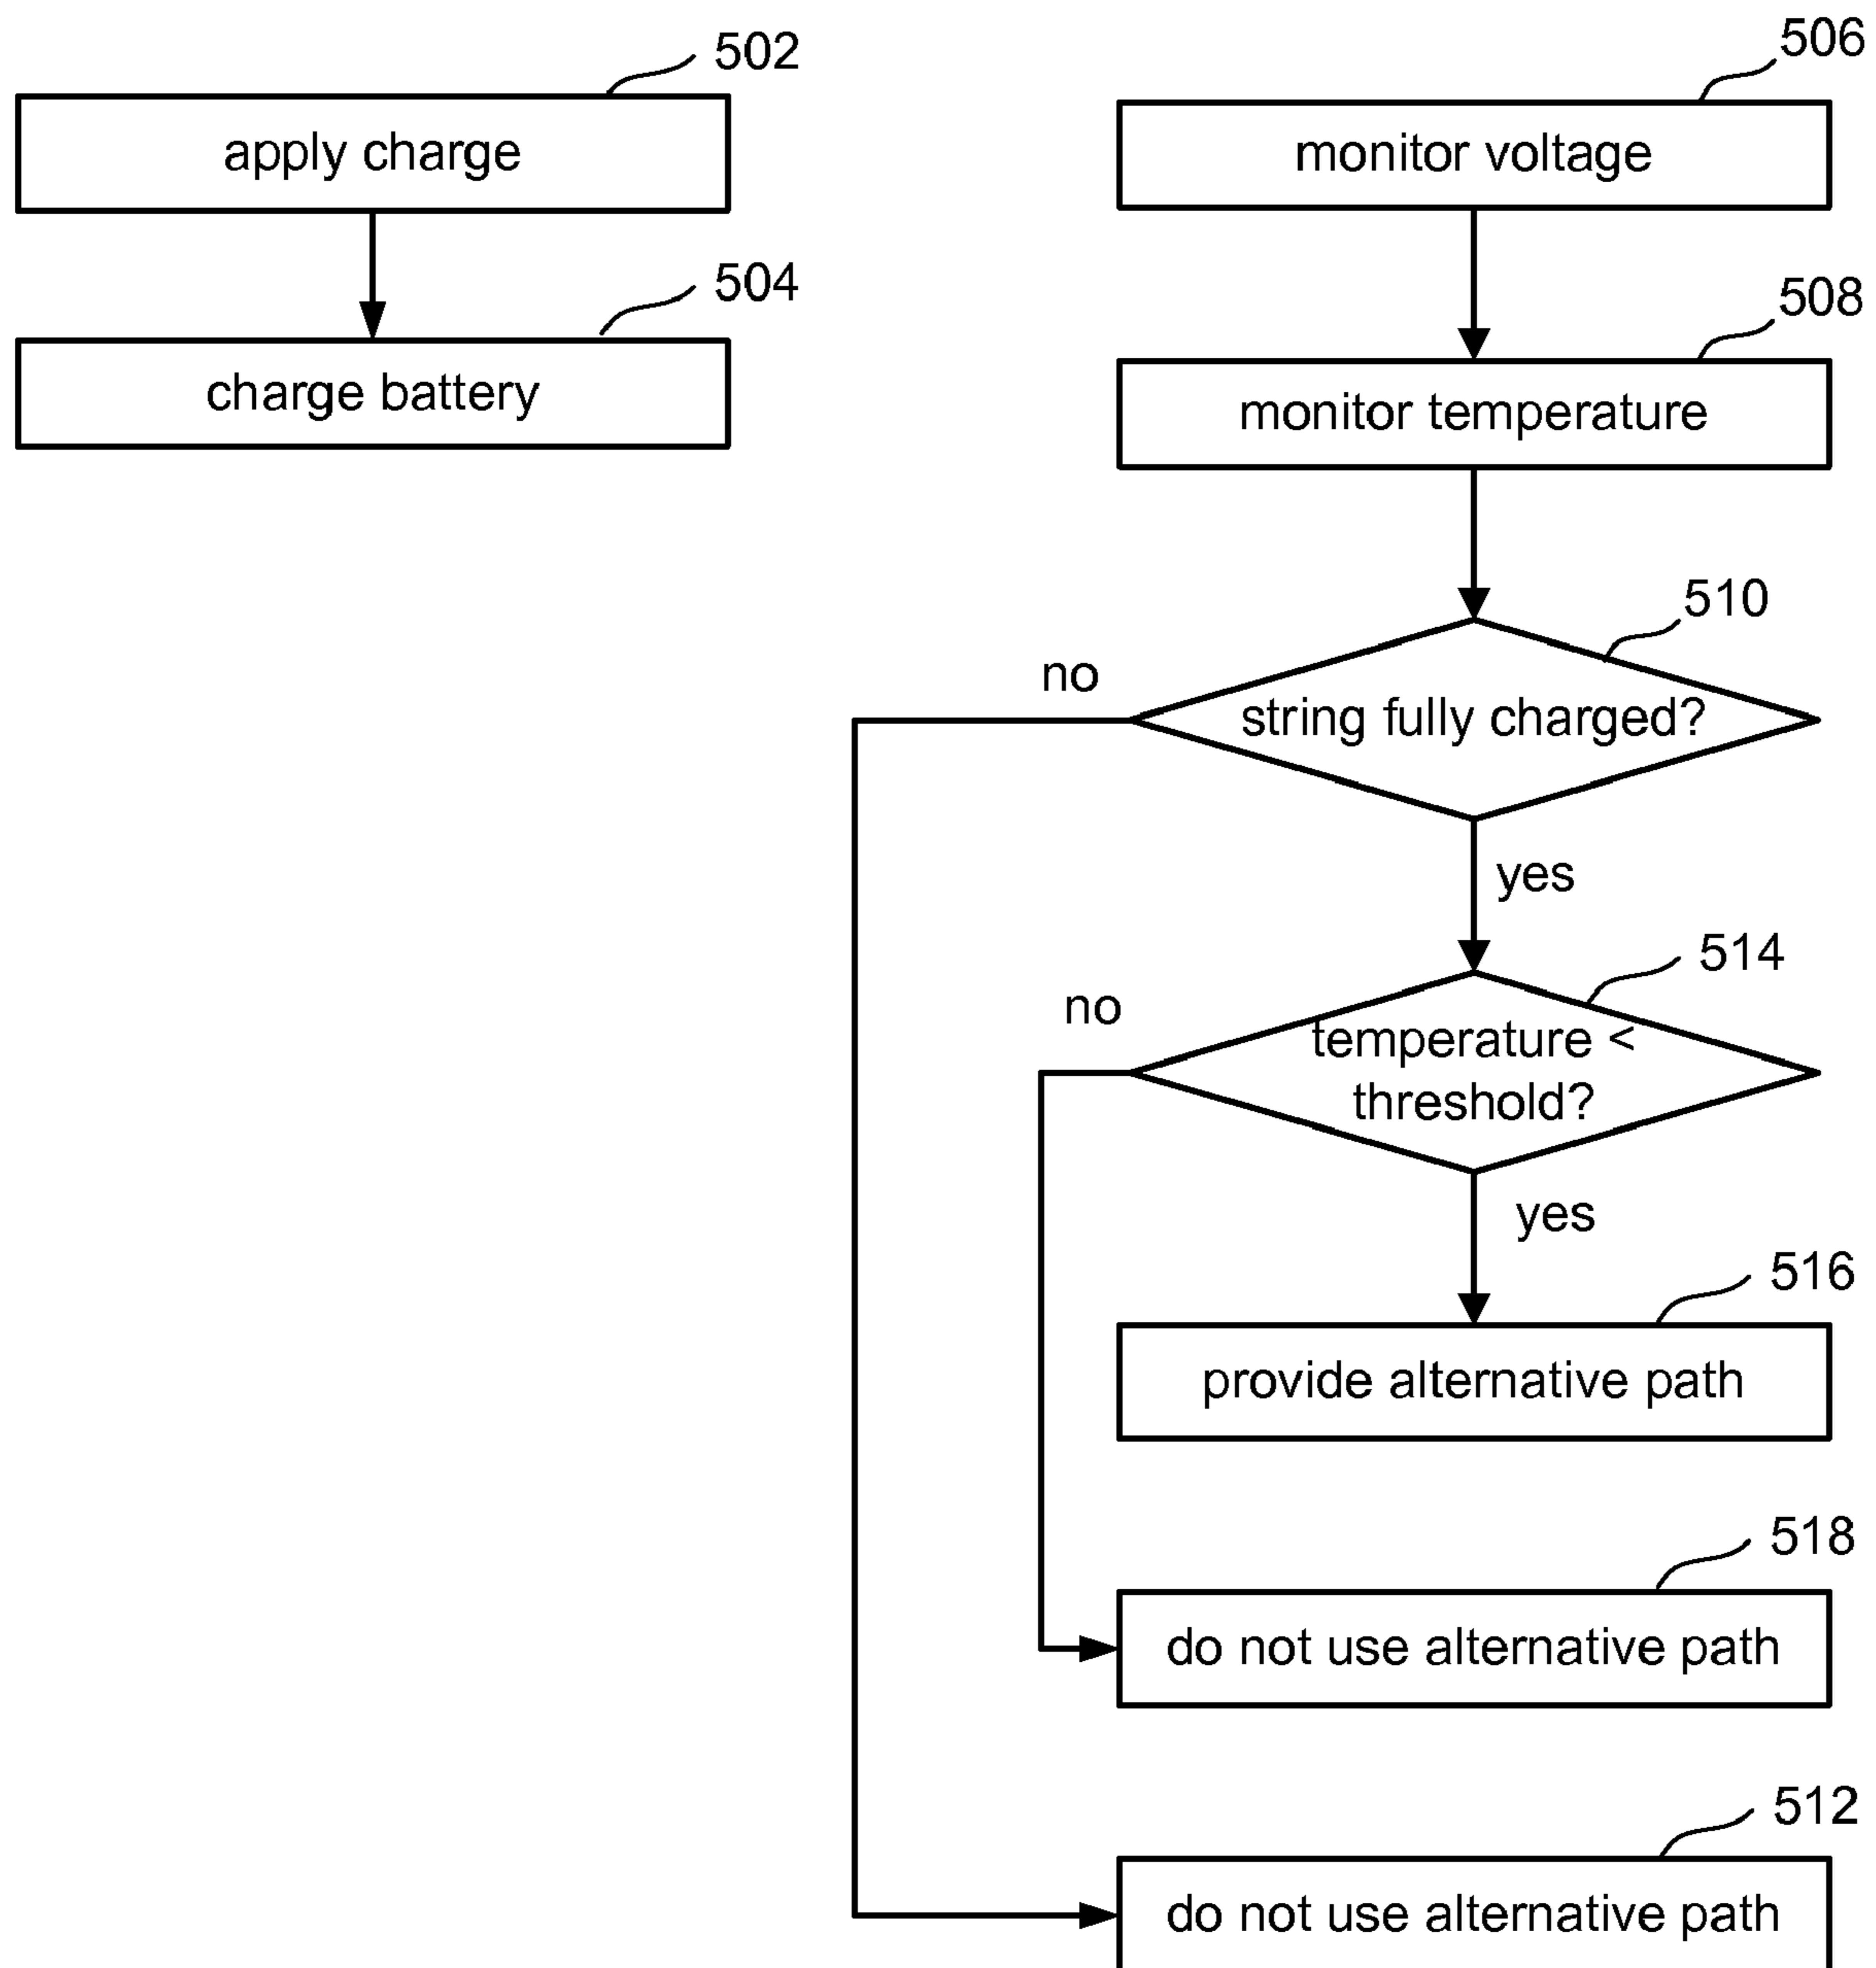 502
apply charge
504
charge battery
506
monitor voltage
508
monitor temperature
510
no
string fully charged?
yes
514
no
temperature <
threshold?
yes
516
provide alternative path
518
do not use alternative path
512
do not use alternative path